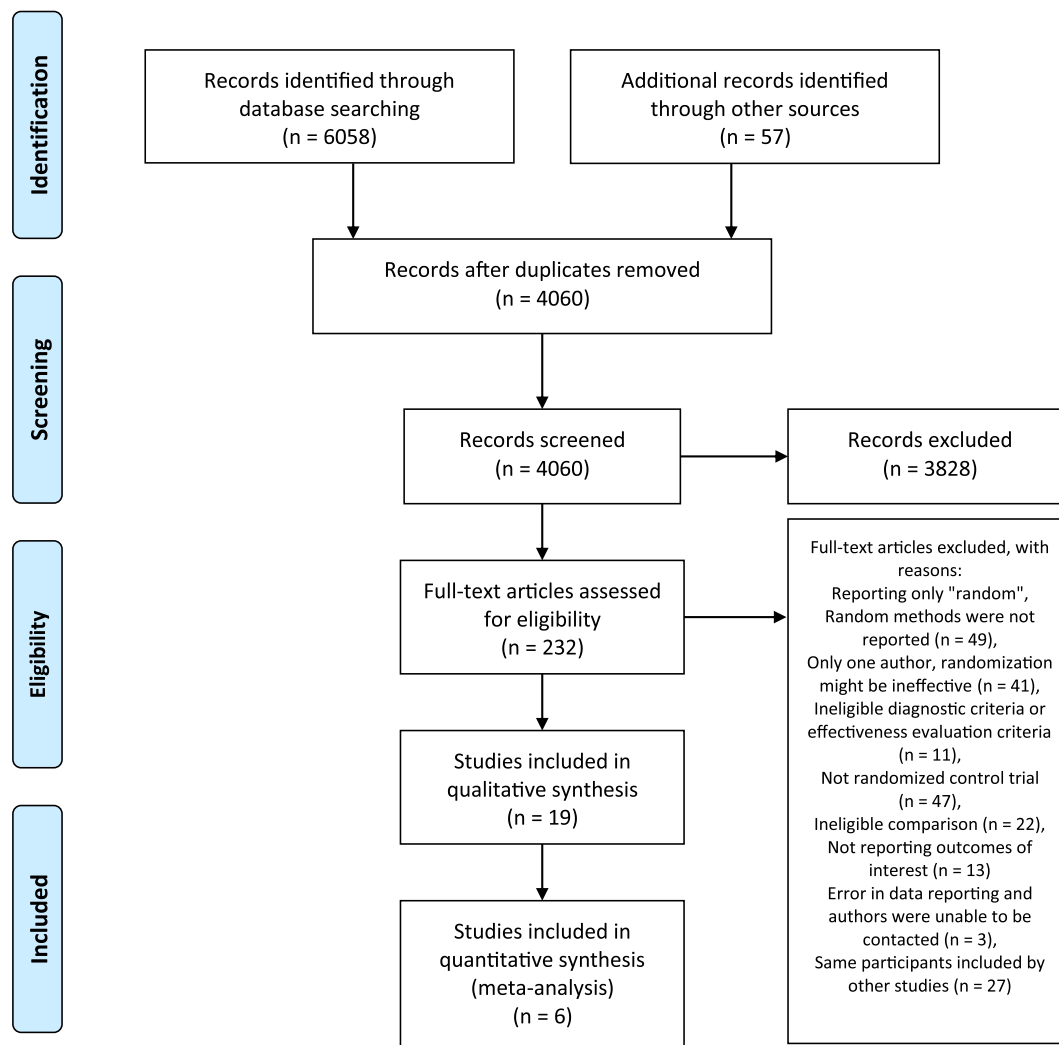 Identification
Records identified through
database searching
(n = 6058)
Additional records identified
through other sources
(n = 57)
Records after duplicates removed
(n = 4060)
Screening
Records screened
(n = 4060)
Records excluded
(n = 3828)
Eligibility
Full-text articles assessed
for eligibility
(n = 232)
Full-text articles excluded, with
reasons:
Reporting only "random",
Random methods were not
reported (n = 49),
Only one author, randomization
might be ineffective (n = 41),
Ineligible diagnostic criteria or
effectiveness evaluation criteria
(n = 11),
Not randomized control trial
(n = 47),
Ineligible comparison (n = 22),
Not reporting outcomes of
interest (n = 13)
Error in data reporting and
authors were unable to be
contacted (n = 3),
Same participants included by
other studies (n = 27)
Studies included in
qualitative synthesis
(n = 19)
Included
Studies included in
quantitative synthesis
(meta-analysis)
(n = 6)